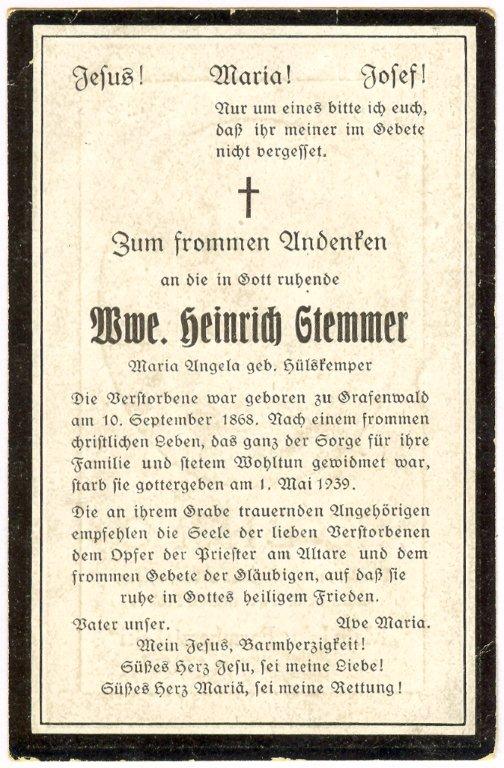 Jesus! Maria! Josef!
Nur um eines bitte ich euch,
daß ihr meiner im Gebete
nicht vergesset.
Zum frommen Andenken
an die in Gott ruhende
Wwe. Heinrich Stemmer
Maria Angela geb. Hülskemper
Die Verstorbene war geboren zu Grafenwald
am 10. September 1868. Nach einem frommen
christlichen Leben, das ganz der Sorge für ihre
Familie und stetem Wohltun gewidmet war,
starb sie gottergeben am 1. Mai 1939.
Die an ihrem Grabe trauernden Angehörigen
empfehlen die Seele der lieben Verstorbenen
dem Opfer der Priester am Altare und dem
frommen Gebete der Gläubigen, auf daß sie
ruhe in Gottes heiligem Frieden.
Vater unser. Ave Maria.
Mein Jesus, Barmherzigkeit!
Süßes Herz Jesu, sei meine Liebe!
Süßes Herz Mariä, sei meine Rettung!